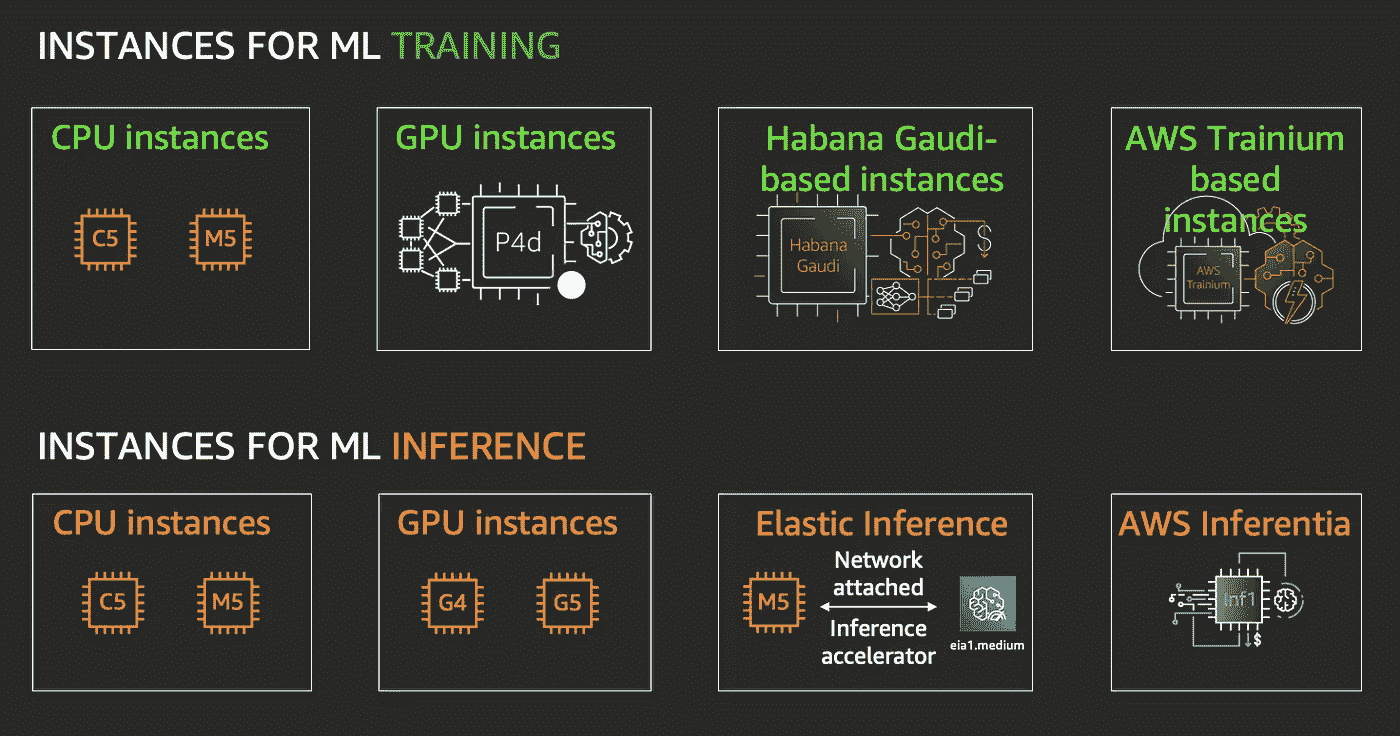 INSTANCES FOR ML TRAINING
CPU instances
C5
M5
GPU instances
P4d
Habana Gaudi-
based instances
Habana
Gaudi
$
AWS Trainium
based
instances
AWS
Trainium
INSTANCES FOR ML INFERENCE
CPU instances
C5
M5
GPU instances
G4
G5
Elastic Inference
M5
Network
attached
Inference
accelerator
eia1.medium
AWS Inferentia
Inf1
$